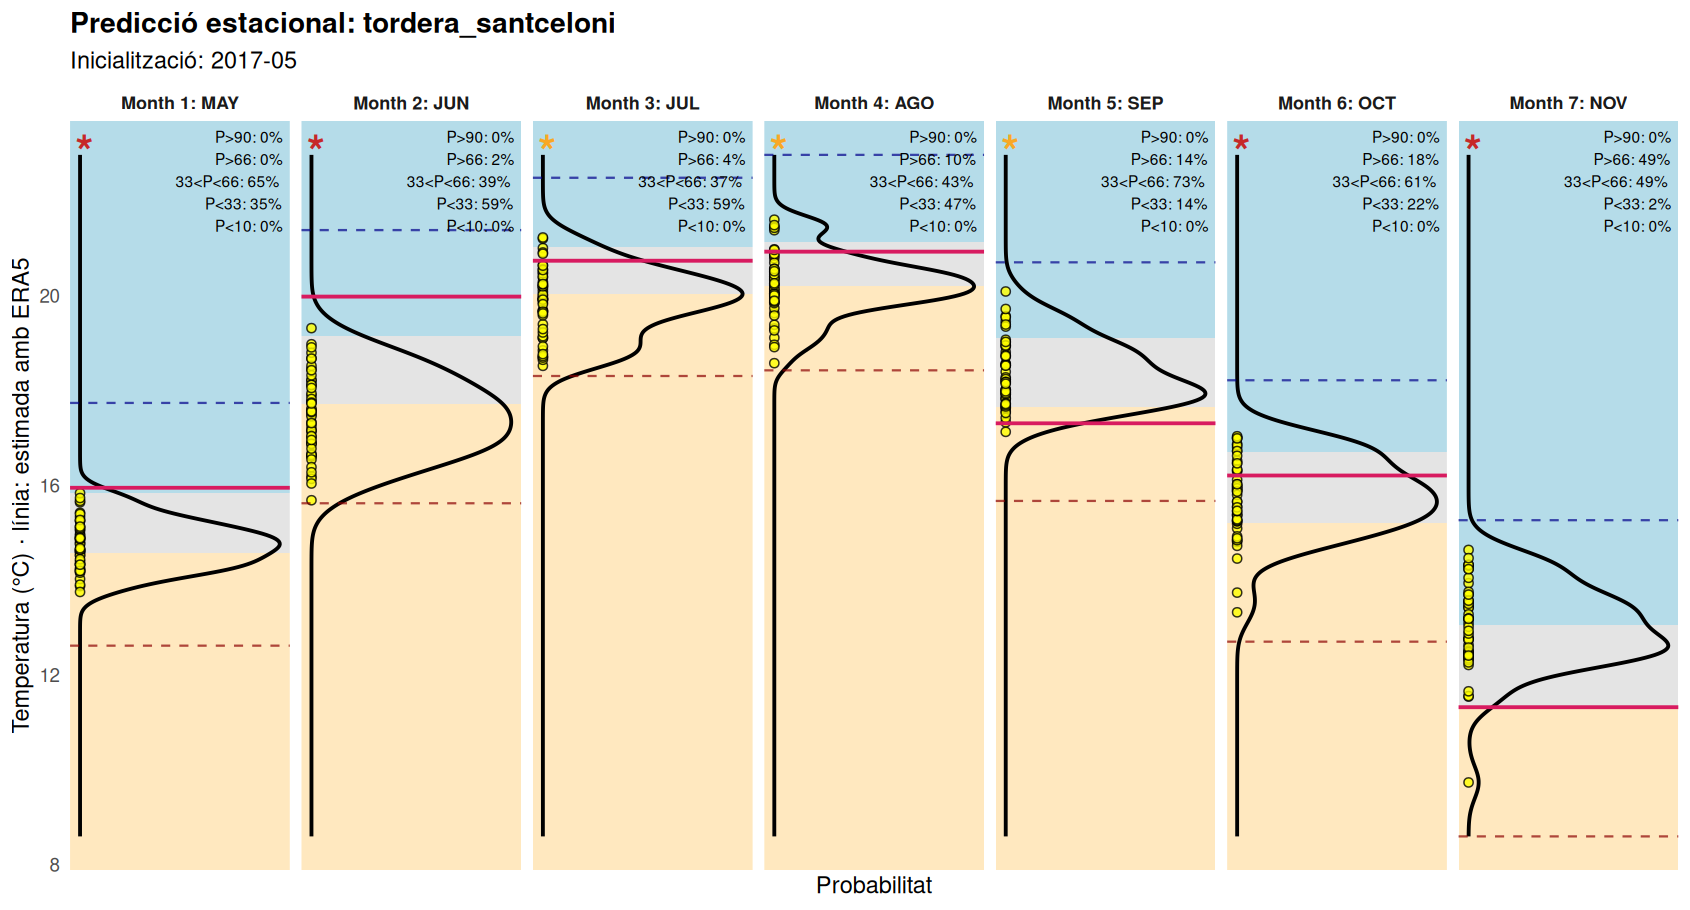 Predicció estacional: tordera_santceloni
Inicialització: 2017-05
Month 1: MAY
Month 2: JUN
Month 3: JUL
Month 4: AGO
Month 5: SEP
Month 6: OCT
Month 7: NOV
*
P>90: 0%
P>66: 0%
33<P<66: 65%
P<33: 35%
P<10: 0%
*
P>90: 0%
P>66: 2%
33<P<66: 39%
P<33: 59%
P<10: 0%
*
P>90: 0%
P>66: 4%
33<P<66: 37%
P<33: 59%
P<10: 0%
*
P>90: 0%
P>66: 10%
33<P<66: 43%
P<33: 47%
P<10: 0%
*
P>90: 0%
P>66: 14%
33<P<66: 73%
P<33: 14%
P<10: 0%
*
P>90: 0%
P>66: 18%
33<P<66: 61%
P<33: 22%
P<10: 0%
*
P>90: 0%
P>66: 49%
33<P<66: 49%
P<33: 2%
P<10: 0%
Temperatura (°C) · línia: estimada amb ERA5
20
16
12
8
Probabilitat